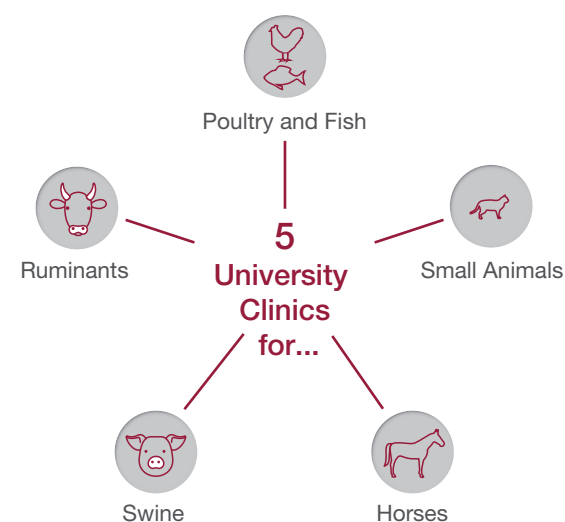 Poultry and Fish
Ruminants
Small Animals
5
University
Clinics
for...
Swine
Horses